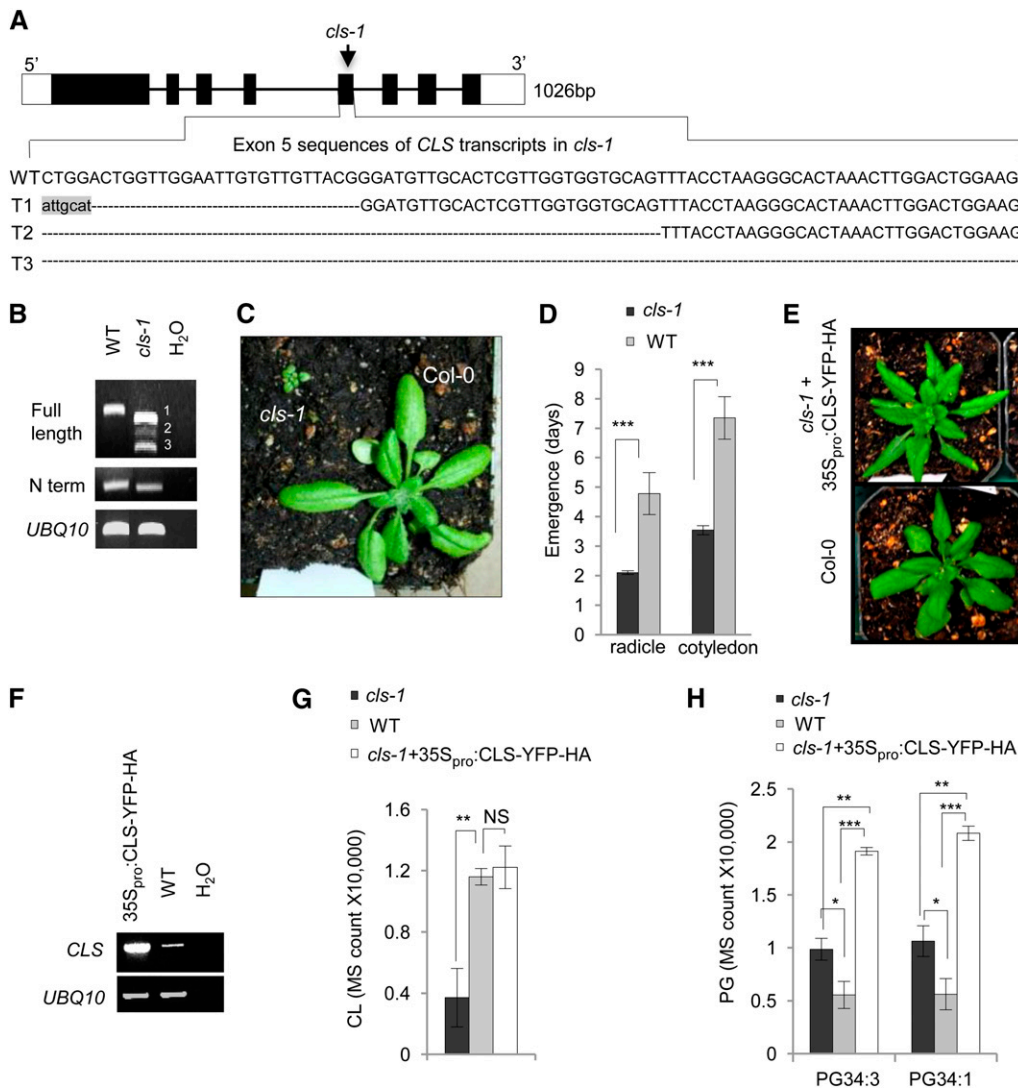 A
cls-1
5’
3’
1026bp
Exon 5 sequences of CLS transcripts in cls-1
WT CTGGACTGGTTGGAATTGTGTTGTTACGGGATGTTGCACTCGTTGGTGGTGCAGTTTACCTAAGGGCACTAAACTTGGACTGGAAG
T1 attgcat-----------------------------------------GGATGTTGCACTCGTTGGTGGTGCAGTTTACCTAAGGGCACTAAACTTGGACTGGAAG
T2 ---------------------------------------------------------------------------------------------TTTACCTAAGGGCACTAAACTTGGACTGGAAG
T3 ----------------------------------------------------------------------------------------------------------------------------------------------------
B
WT
cls-1
H2O
Full length
1
2
3
N term
UBQ10
C
Col-0
cls-1
D
cls-1
WT
***
***
Emergence (days)
9
8
7
6
5
4
3
2
1
0
radicle
cotyledon
E
cls-1 +
35Spro:CLS-YFP-HA
Col-0
F
35Spro:CLS-YFP-HA
WT
H2O
CLS
UBQ10
G
cls-1
WT
cls-1+35Spro:CLS-YFP-HA
CL (MS count X10,000)
1.6
1.2
0.8
0.4
0
**
NS
H
cls-1
WT
cls-1+35Spro:CLS-YFP-HA
PG (MS count X10,000)
2.5
2
1.5
1
0.5
0
**
***
*
**
***
*
PG34:3
PG34:1